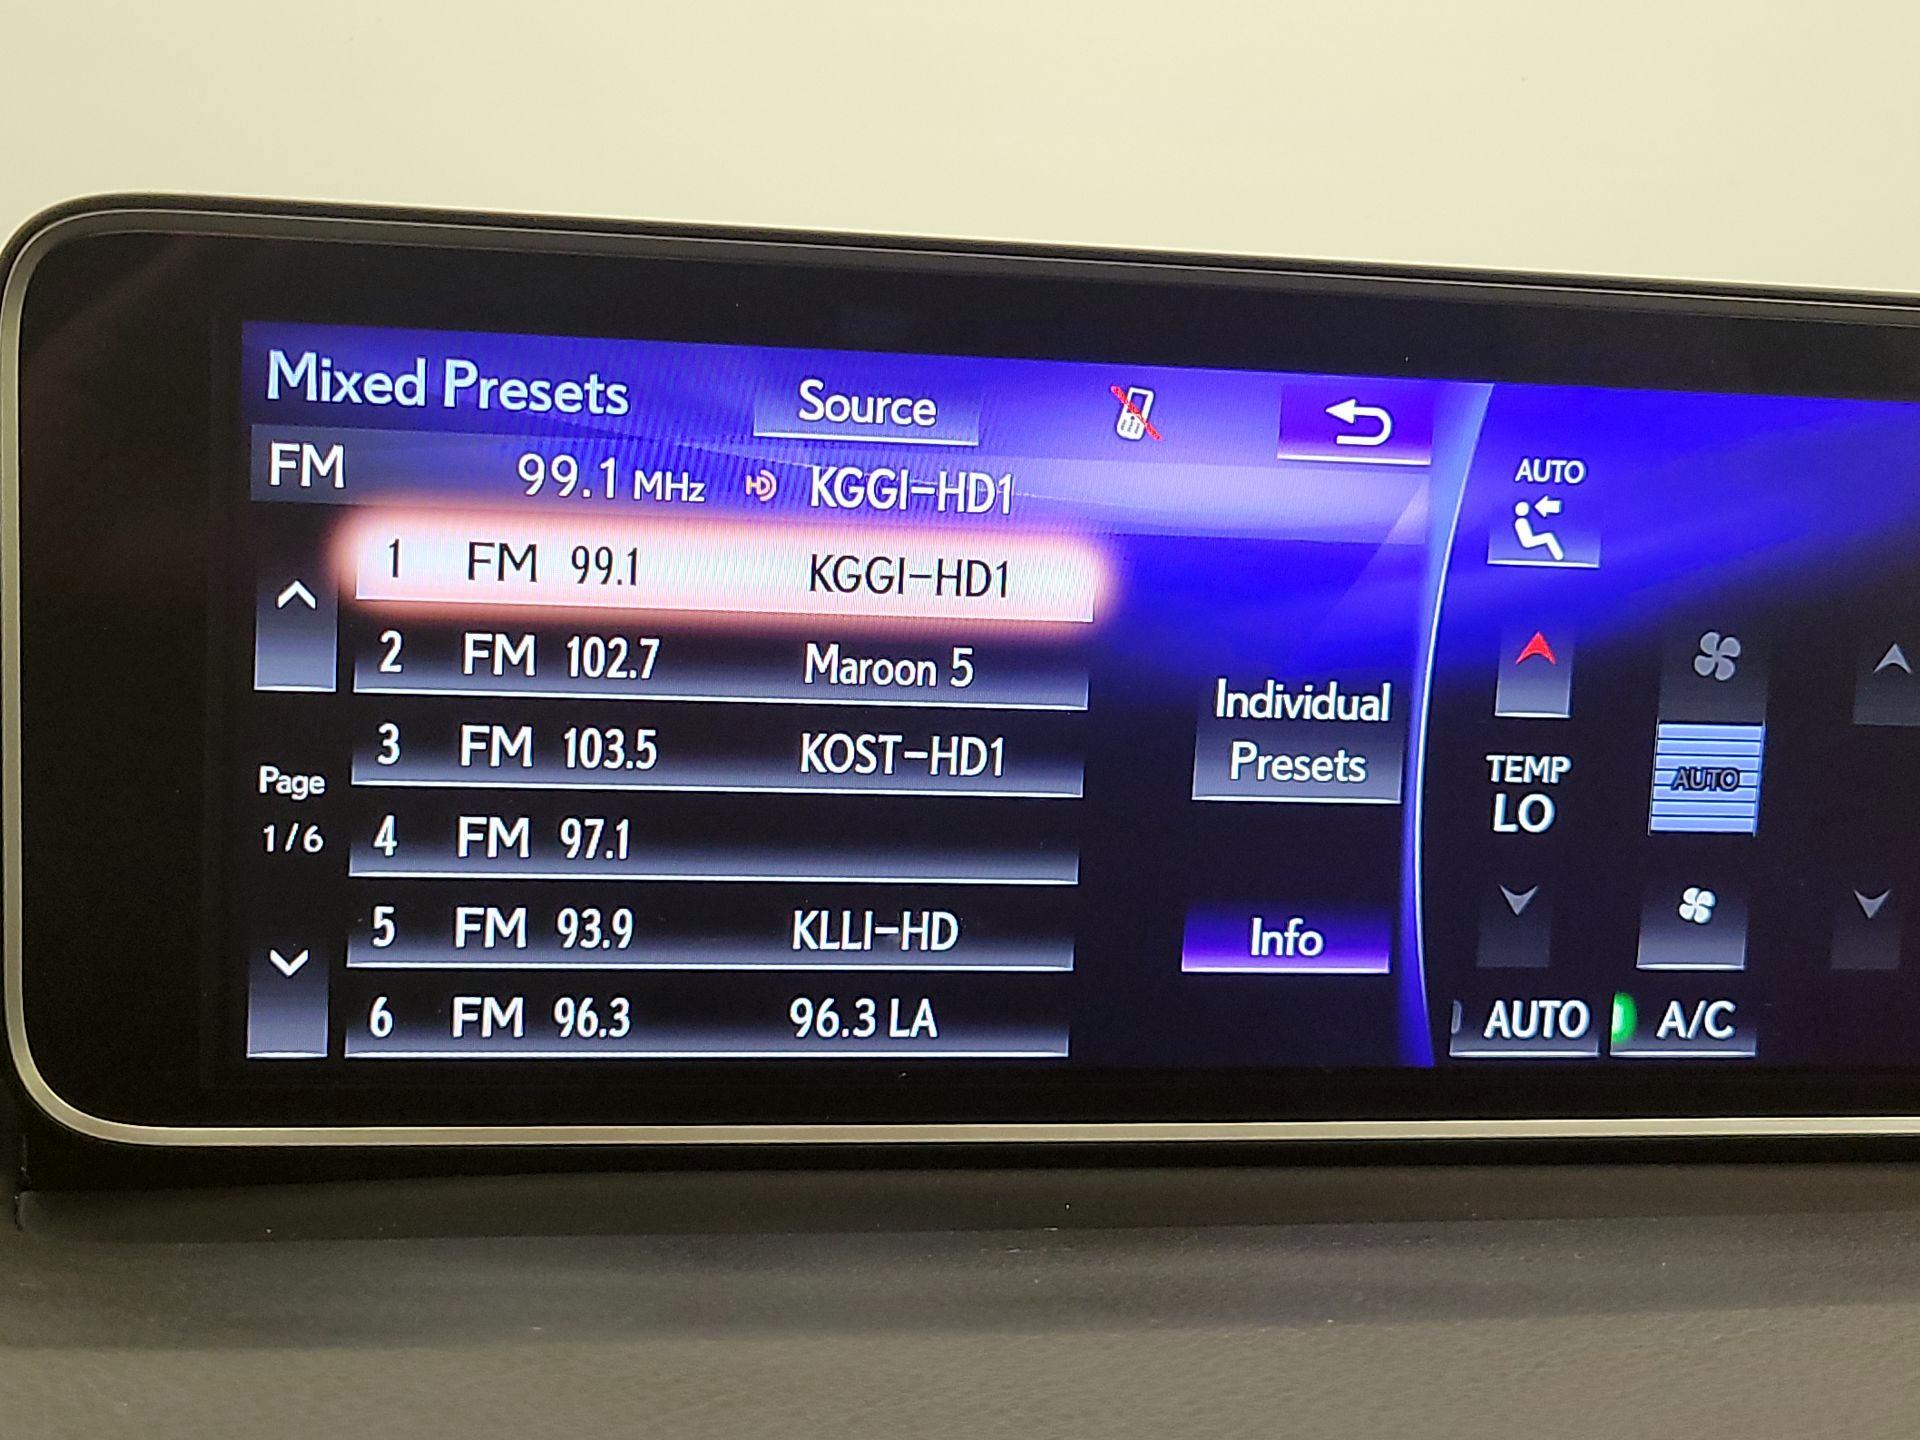 Mixed Presets Source
FM 99.1 MHz HD KGGI-HD1
1 FM 99.1 KGGI-HD1
2 FM 102.7 Maroon 5
3 FM 103.5 KOST-HD1
4 FM 97.1
5 FM 93.9 KLLI-HD
6 FM 96.3 96.3 LA
Page
1/6
Individual
Presets
Info
AUTO
TEMP
LO
AUTO
AUTO A/C